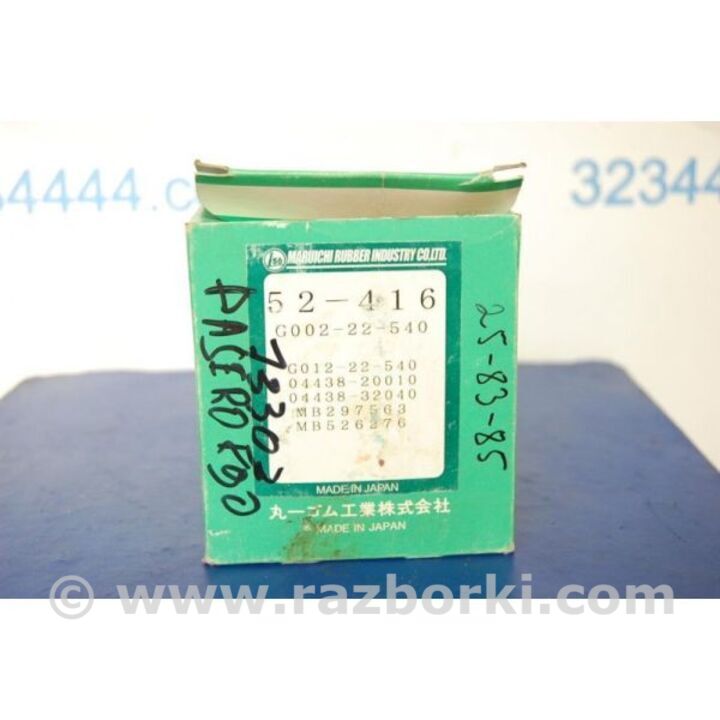 4444.c
32344
MARUICHI RUBBER INDUSTRY CO.,LTD.
52-416
G002-22-540
G012-22-540
04438-20010
04438-32040
MB297563
MB526276
MADE IN JAPAN
丸一ゴム工業株式会社
MADE IN JAPAN
25-83-85
© www.razborki.com